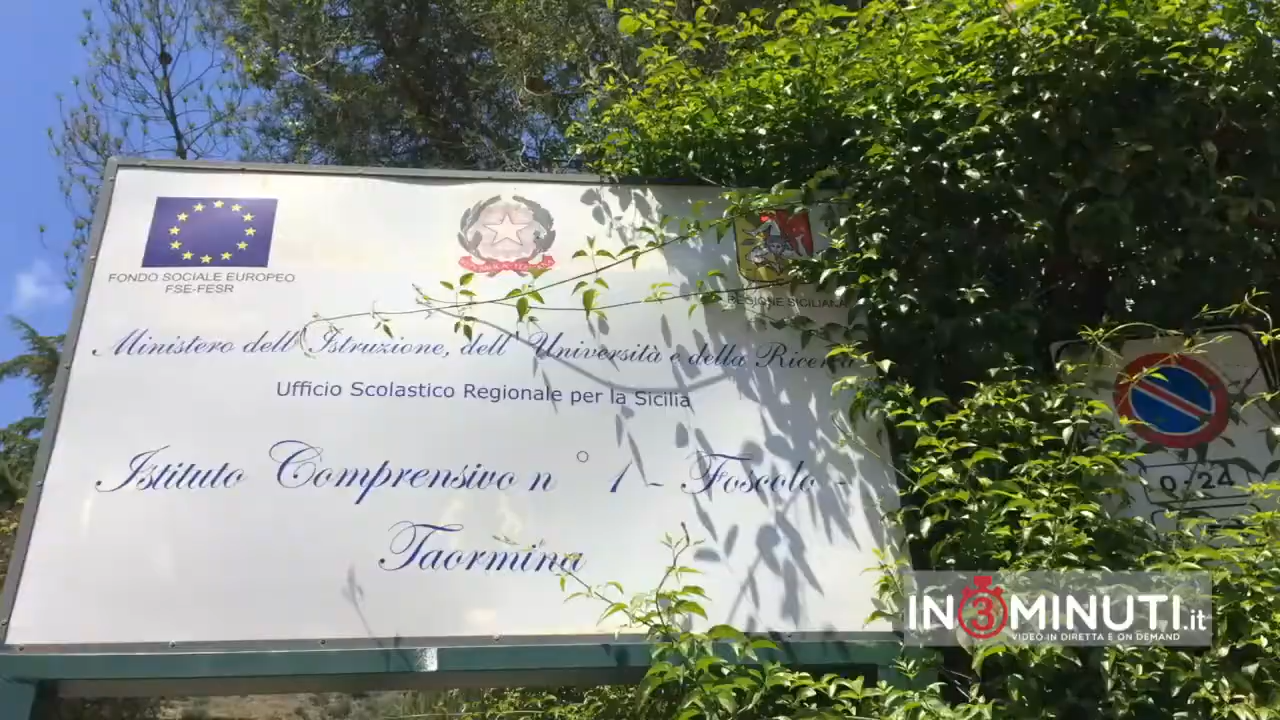 FONDO SOCIALE EUROPEO
FSE-FESR
REGIONE SICILIANA
Ministero dell'Istruzione, dell'Università e della Ricerca
Ufficio Scolastico Regionale per la Sicilia
Istituto Comprensivo n° 1 - Foscolo -
Taormina
0-24
IN3MINUTI.it
VIDEO IN DIRETTA E ON DEMAND